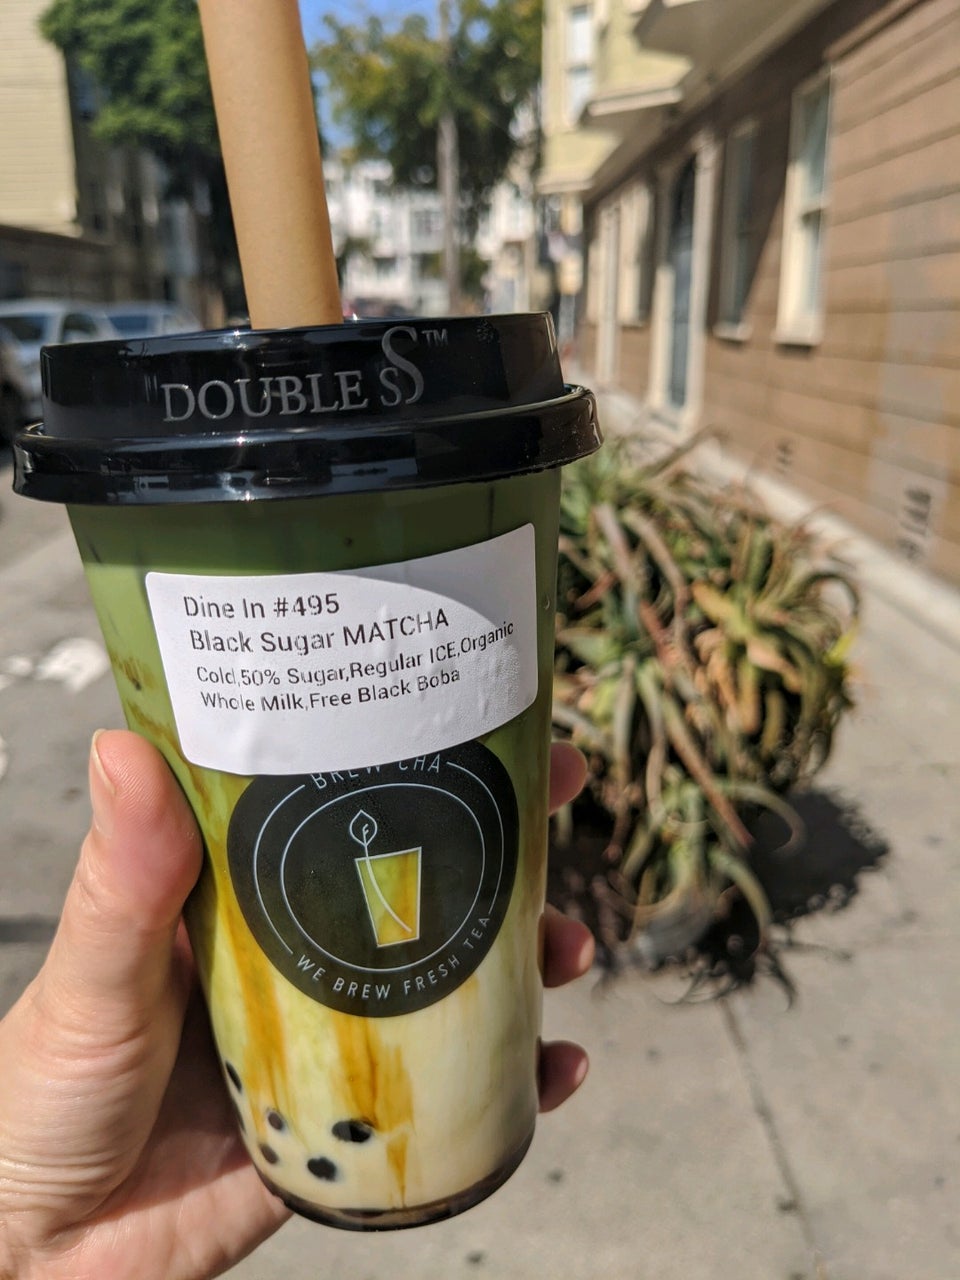 DOUBLE sS™
Dine In #495
Black Sugar MATCHA
Cold,50% Sugar,Regular ICE,Organic
Whole Milk,Free Black Boba
BREW CHA
WE BREW FRESH TEA